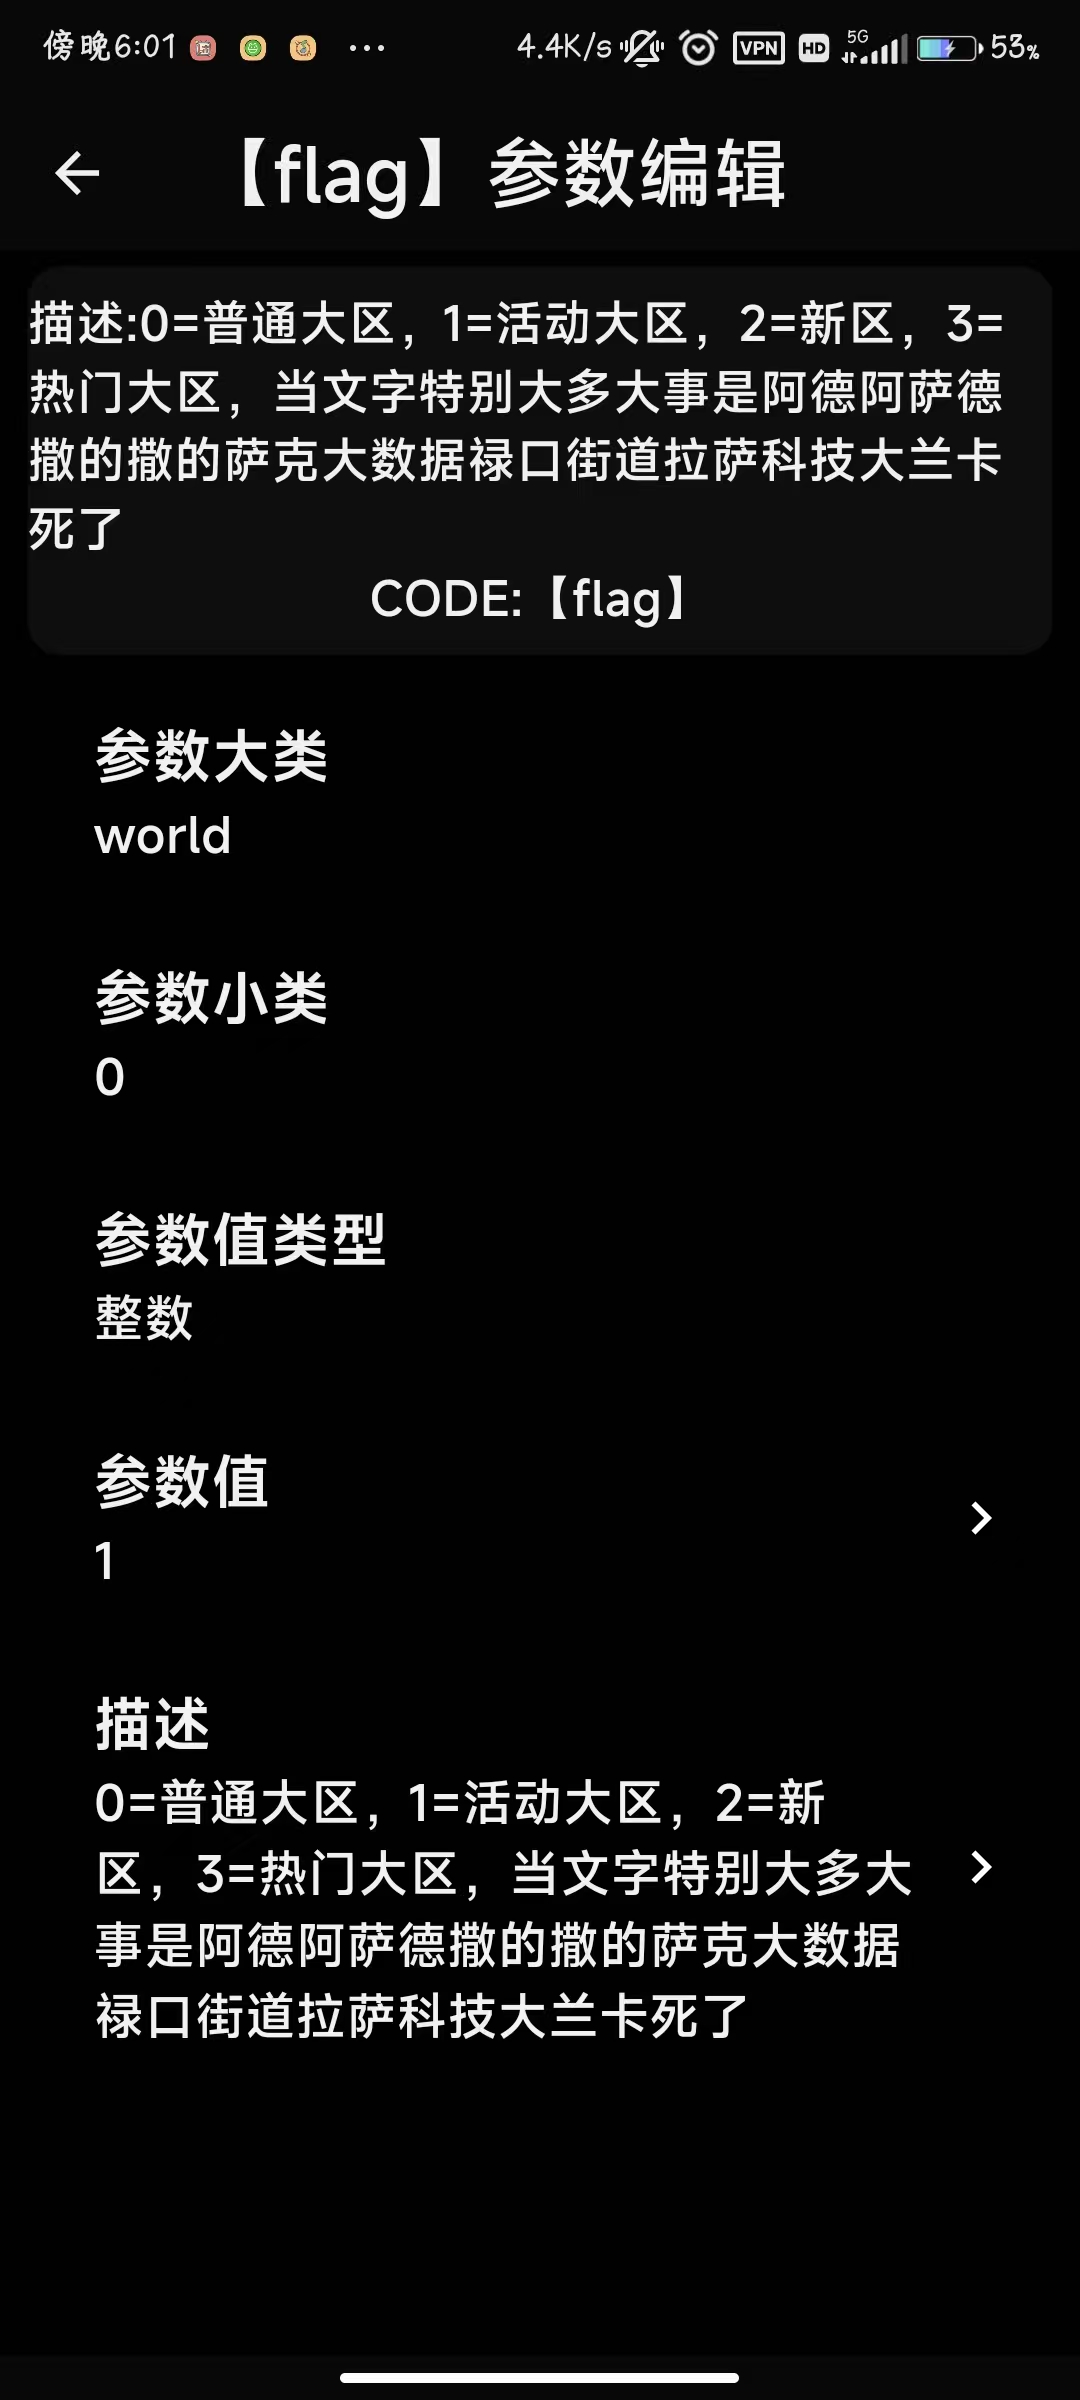 傍晚6:01 ... 4.4K/s VPN HD 5G 53%
【flag】参数编辑
描述:0=普通大区，1=活动大区，2=新区，3=
热门大区，当文字特别大多大事是阿德阿萨德
撒的撒的萨克大数据禄口街道拉萨科技大兰卡
死了
CODE:【flag】
参数大类
world
参数小类
0
参数值类型
整数
参数值
1
描述
0=普通大区，1=活动大区，2=新
区，3=热门大区，当文字特别大多大
事是阿德阿萨德撒的撒的萨克大数据
禄口街道拉萨科技大兰卡死了